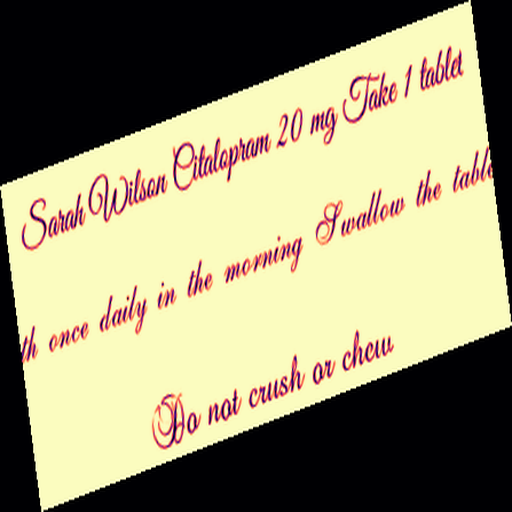 Sarah Wilson Citalopram 20 mg Take 1 tablet
once daily in the morning Swallow the
Do not crush or chew